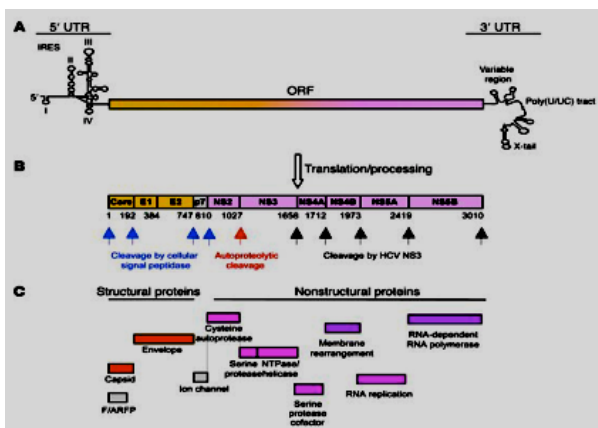 A
5' UTR
3' UTR
IRES
III
II
5'
I
IV
ORF
Variable
region
Poly(U/UC) tract
X-tail
Translation/processing
B
Core E1 E2 p7 NS2 NS3 NS4A NS4B NS5A NS5B
1 192 384 747 810 1027 1658 1712 1973 2419 3010
Cleavage by cellular
signal peptidase
Autoproteolytic
cleavage
Cleavage by HCV NS3
C
Structural proteins
Nonstructural proteins
Cysteine
autoprotease
Envelope
Membrane
rearrangement
RNA-dependent
RNA polymerase
Serine NTPase/
protease helicase
Capsid
Ion channel
RNA replication
F/ARFP
Serine
protease
cofactor